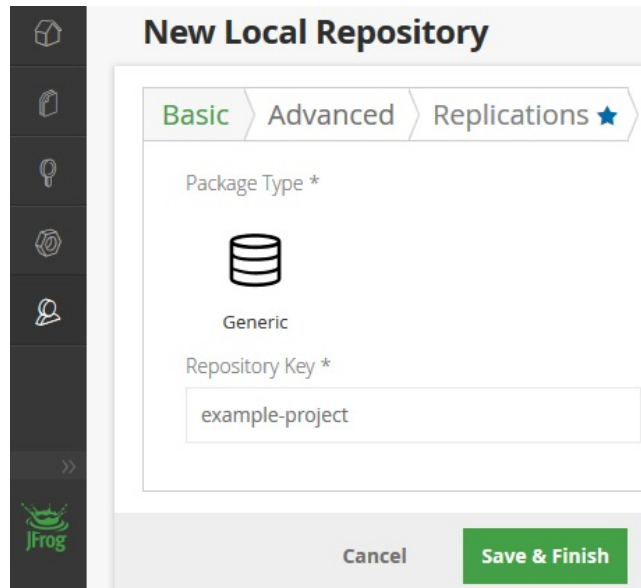 New Local Repository
Basic Advanced Replications
Package Type *
Generic
Repository Key *
example-project
JFrog
Cancel Save & Finish